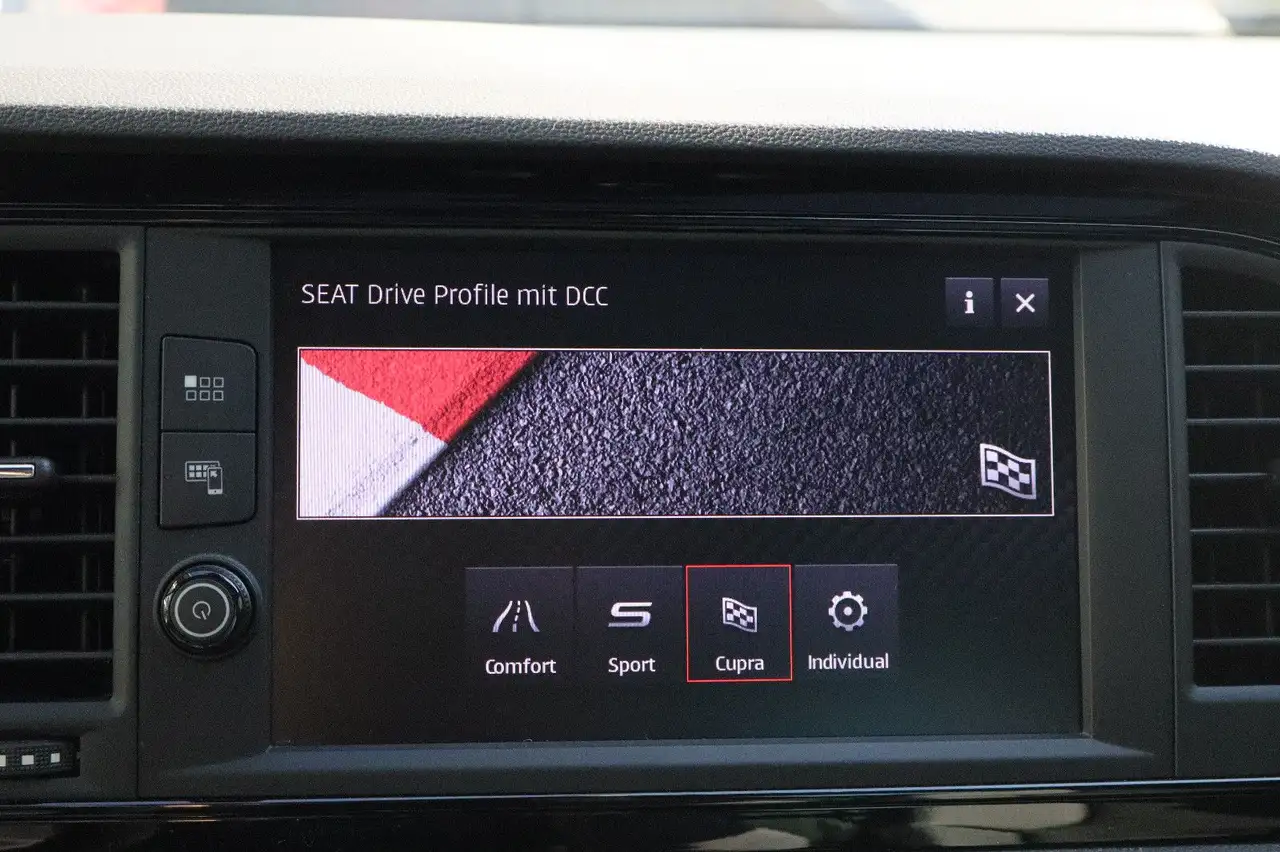 SEAT Drive Profile mit DCC
i
Comfort
Sport
Cupra
Individual